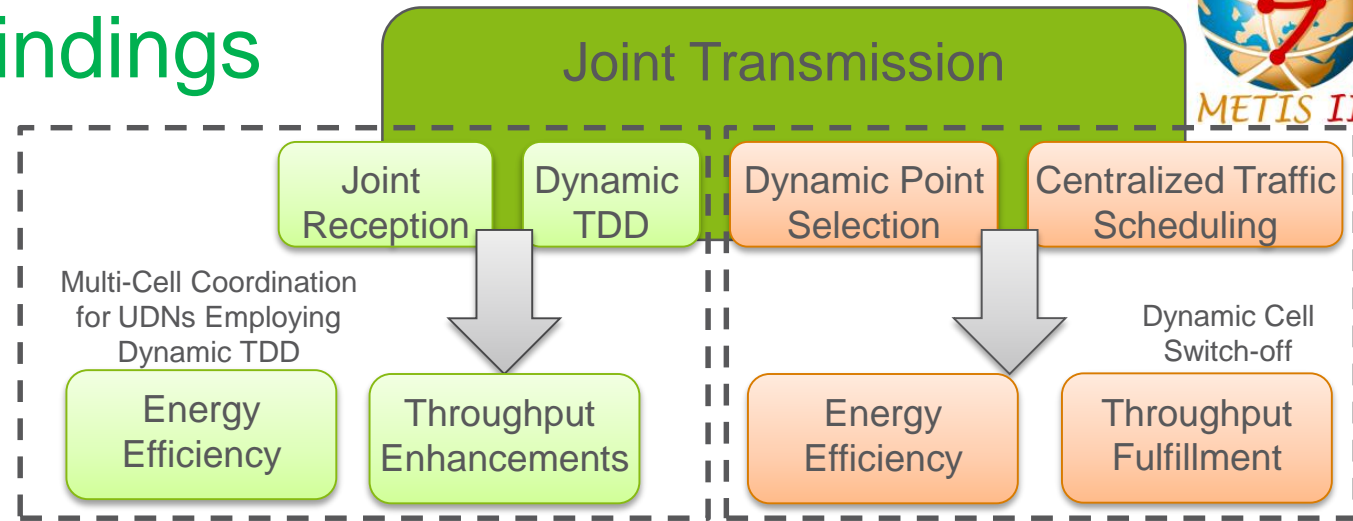 indings
Joint Transmission
METIS II
Joint
Reception
Dynamic
TDD
Dynamic Point
Selection
Centralized Traffic
Scheduling
Multi-Cell Coordination
for UDNs Employing
Dynamic TDD
Dynamic Cell
Switch-off
Energy
Efficiency
Throughput
Enhancements
Energy
Efficiency
Throughput
Fulfillment